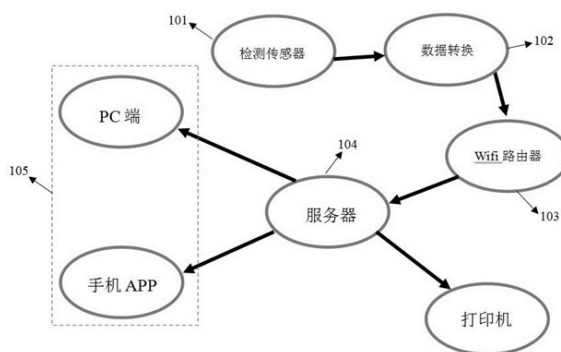 101
检测传感器
数据转换
102
PC 端
Wifi 路由器
104
105
103
服务器
手机 APP
打印机